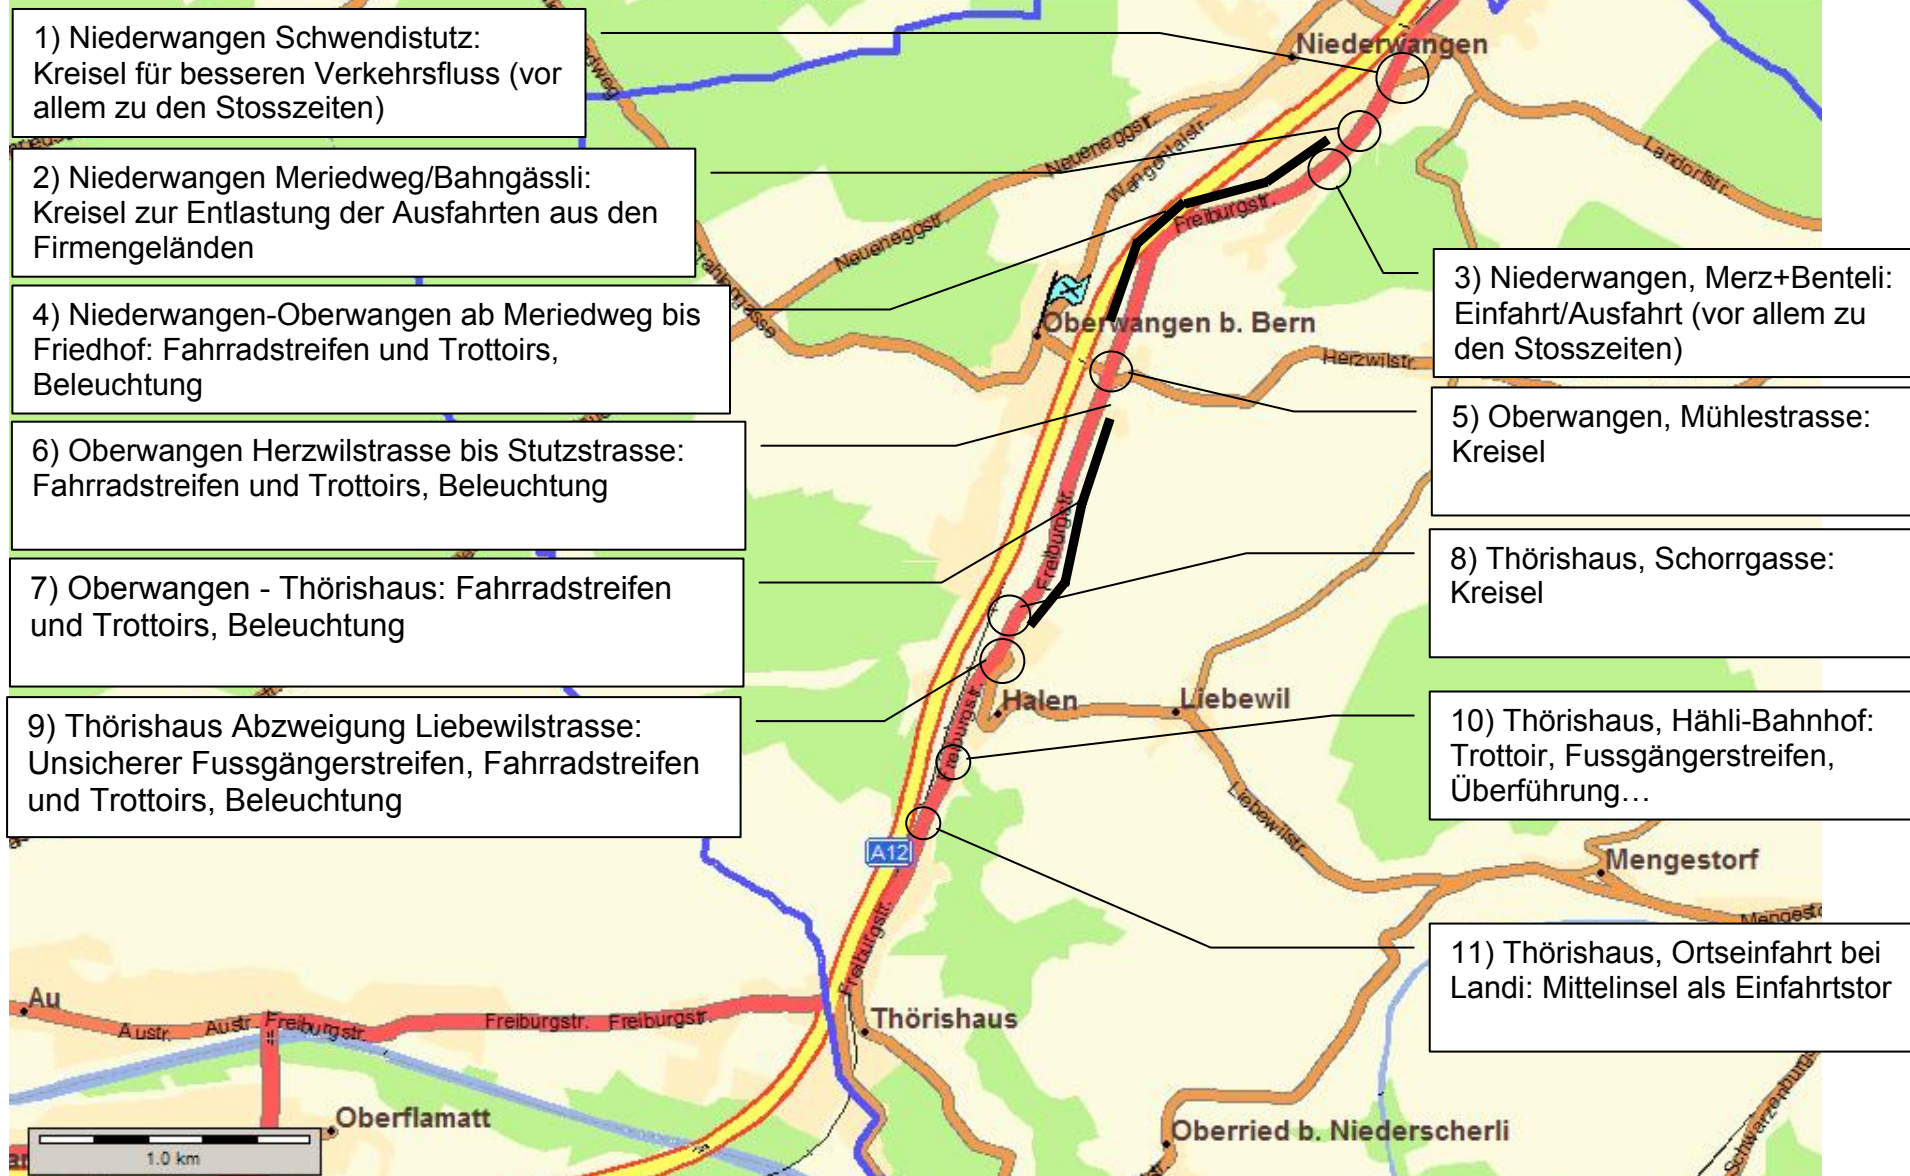 1) Niederwangen Schwendistutz:
Kreisel für besseren Verkehrsfluss (vor
allem zu den Stosszeiten)
2) Niederwangen Meriedweg/Bahngässli:
Kreisel zur Entlastung der Ausfahrten aus den
Firmengeländen
4) Niederwangen-Oberwangen ab Meriedweg bis
Friedhof: Fahrradstreifen und Trottoirs,
Beleuchtung
6) Oberwangen Herzwilstrasse bis Stutzstrasse:
Fahrradstreifen und Trottoirs, Beleuchtung
7) Oberwangen - Thörishaus: Fahrradstreifen
und Trottoirs, Beleuchtung
9) Thörishaus Abzweigung Liebewilstrasse:
Unsicherer Fussgängerstreifen, Fahrradstreifen
und Trottoirs, Beleuchtung
3) Niederwangen, Merz+Benteli:
Einfahrt/Ausfahrt (vor allem zu
den Stosszeiten)
5) Oberwangen, Mühlestrasse:
Kreisel
8) Thörishaus, Schorrgasse:
Kreisel
10) Thörishaus, Hähli-Bahnhof:
Trottoir, Fussgängerstreifen,
Überführung…
11) Thörishaus, Ortseinfahrt bei
Landi: Mittelinsel als Einfahrtstor
Niederwangen
Neueneggstr.
Wangentalstr.
Landorfstr.
Neueneggstr.
Freiburgstr.
Oberwangen b. Bern
Herzwilstr.
Freiburgstr.
Halen
Liebewil
Freiburgstr.
Liebewilstr.
A12
Mengestorf
Freiburgstr.
Au
Austr.
Austr.
Freiburgstr.
Freiburgstr.
Freiburgstr.
Thörishaus
Oberflamatt
Oberried b. Niederscherli
1.0 km